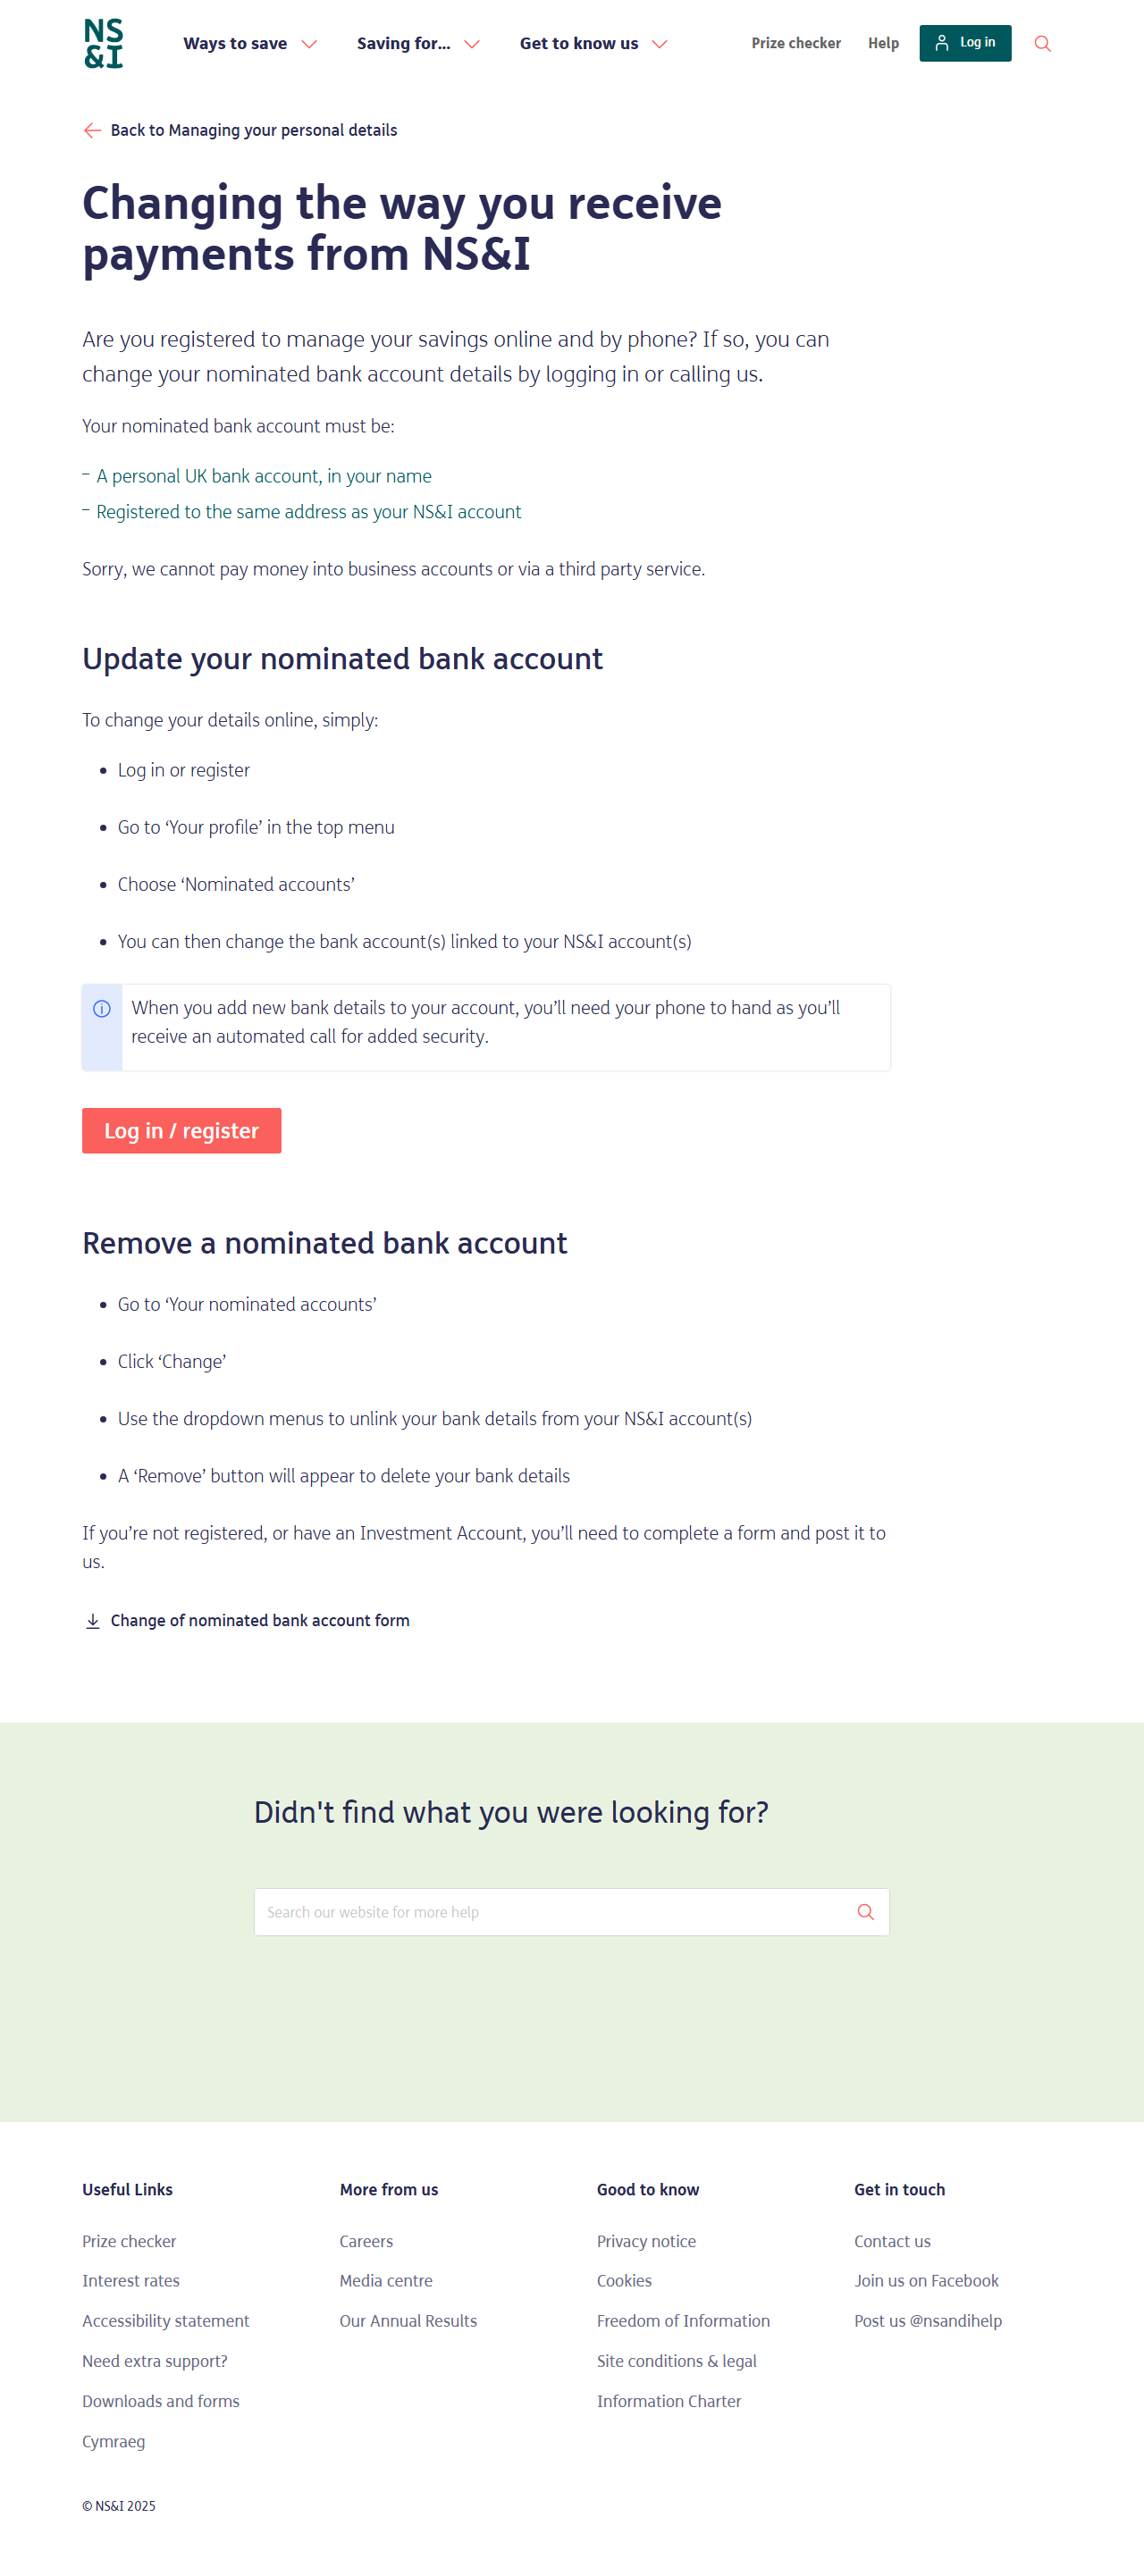 NS
&I
Ways to save
Saving for...
Get to know us
Prize checker
Help
Log in
Back to Managing your personal details
Changing the way you receive
payments from NS&I
Are you registered to manage your savings online and by phone? If so, you can
change your nominated bank account details by logging in or calling us.
Your nominated bank account must be:
– A personal UK bank account, in your name
– Registered to the same address as your NS&I account
Sorry, we cannot pay money into business accounts or via a third party service.
Update your nominated bank account
To change your details online, simply:
• Log in or register
• Go to ‘Your profile’ in the top menu
• Choose ‘Nominated accounts’
• You can then change the bank account(s) linked to your NS&I account(s)
When you add new bank details to your account, you’ll need your phone to hand as you’ll
receive an automated call for added security.
Log in / register
Remove a nominated bank account
• Go to ‘Your nominated accounts’
• Click ‘Change’
• Use the dropdown menus to unlink your bank details from your NS&I account(s)
• A ‘Remove’ button will appear to delete your bank details
If you’re not registered, or have an Investment Account, you’ll need to complete a form and post it to
us.
Change of nominated bank account form
Didn't find what you were looking for?
Search our website for more help
Useful Links
Prize checker
Interest rates
Accessibility statement
Need extra support?
Downloads and forms
Cymraeg
More from us
Careers
Media centre
Our Annual Results
Good to know
Privacy notice
Cookies
Freedom of Information
Site conditions & legal
Information Charter
Get in touch
Contact us
Join us on Facebook
Post us @nsandihelp
© NS&I 2025